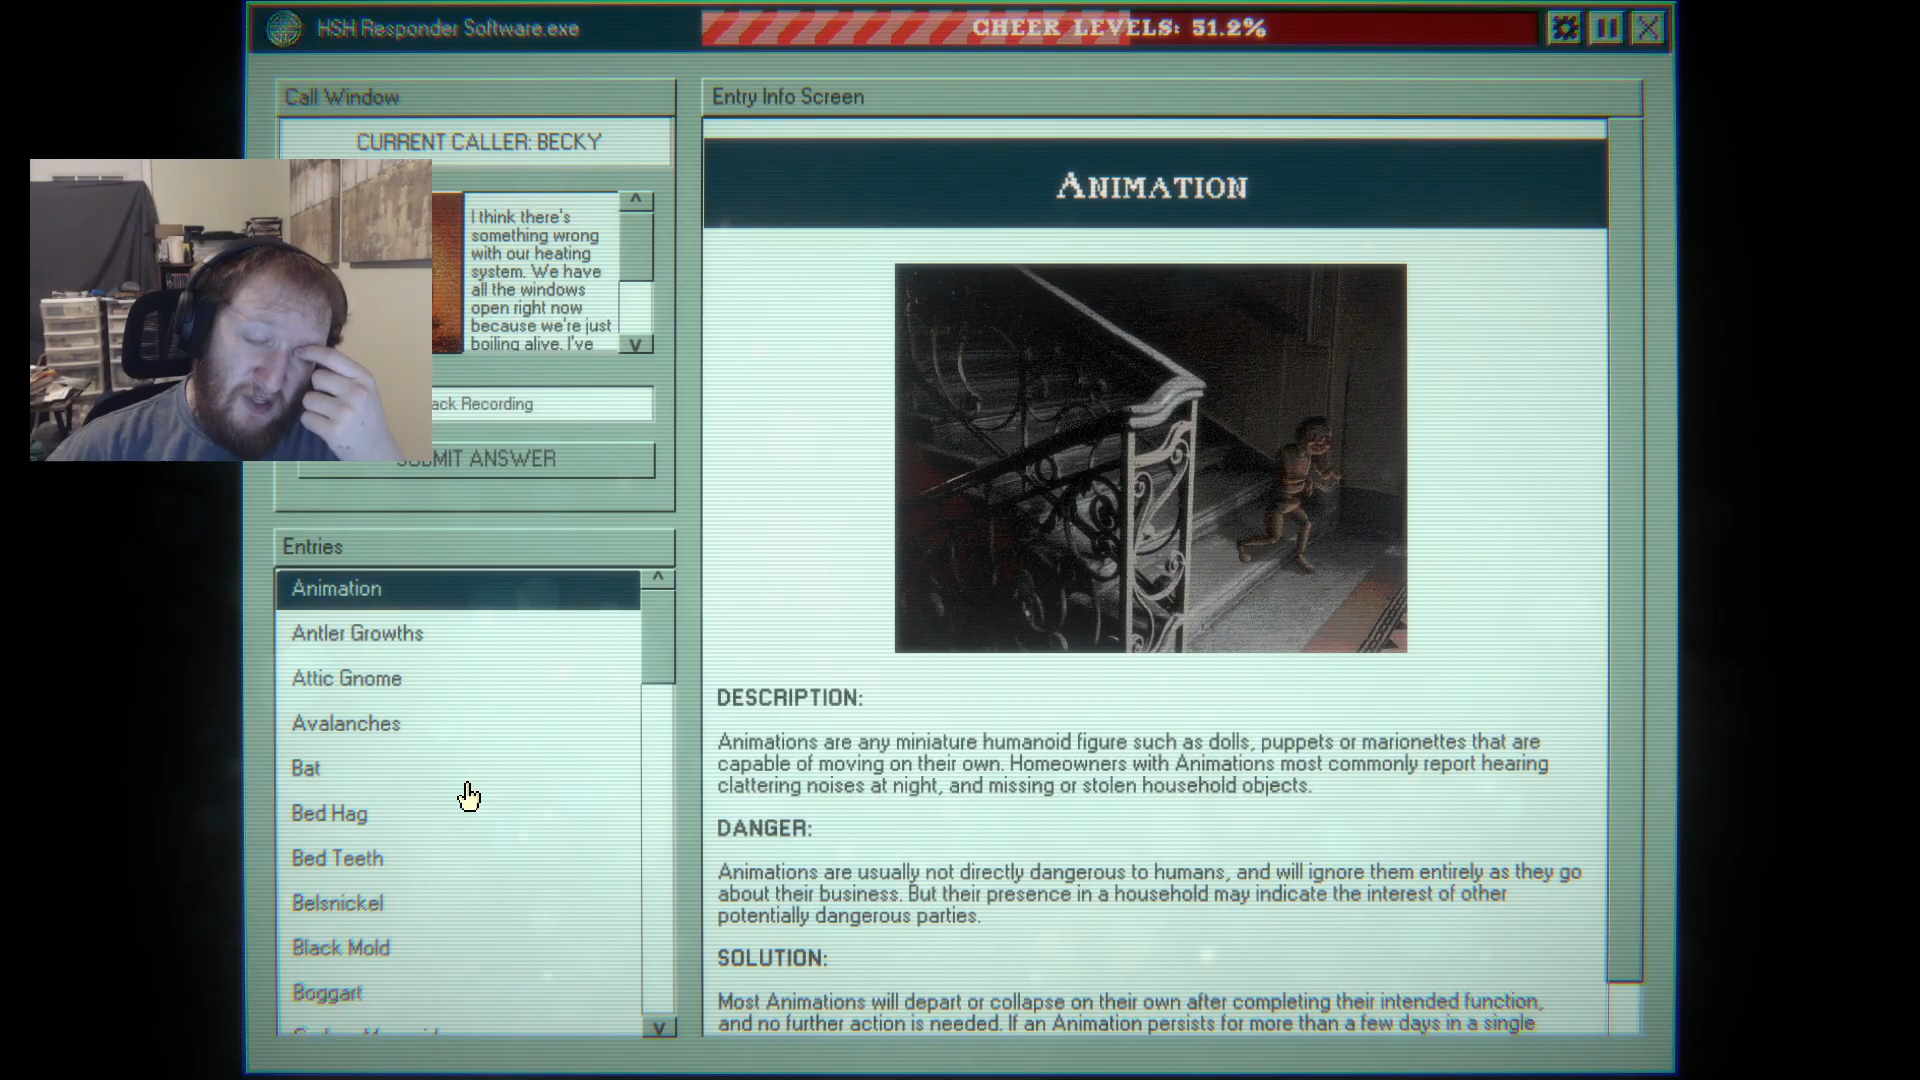 HSH Responder Software.exe
CHEER LEVELS: 51.2%
Call Window
CURRENT CALLER: BECKY
I think there's
something wrong
with our heating
system. We have
all the windows
open right now
because we're just
boiling alive. I've
ack Recording
SUBMIT ANSWER
Entries
Animation
Antler Growths
Attic Gnome
Avalanches
Bat
Bed Hag
Bed Teeth
Belsnickel
Black Mold
Boggart
Entry Info Screen
ANIMATION
DESCRIPTION:
Animations are any miniature humanoid figure such as dolls, puppets or marionettes that are
capable of moving on their own. Homeowners with Animations most commonly report hearing
clattering noises at night, and missing or stolen household objects.
DANGER:
Animations are usually not directly dangerous to humans, and will ignore them entirely as they go
about their business. But their presence in a household may indicate the interest of other
potentially dangerous parties.
SOLUTION:
Most Animations will depart or collapse on their own after completing their intended function,
and no further action is needed. If an Animation persists for more than a few days in a single